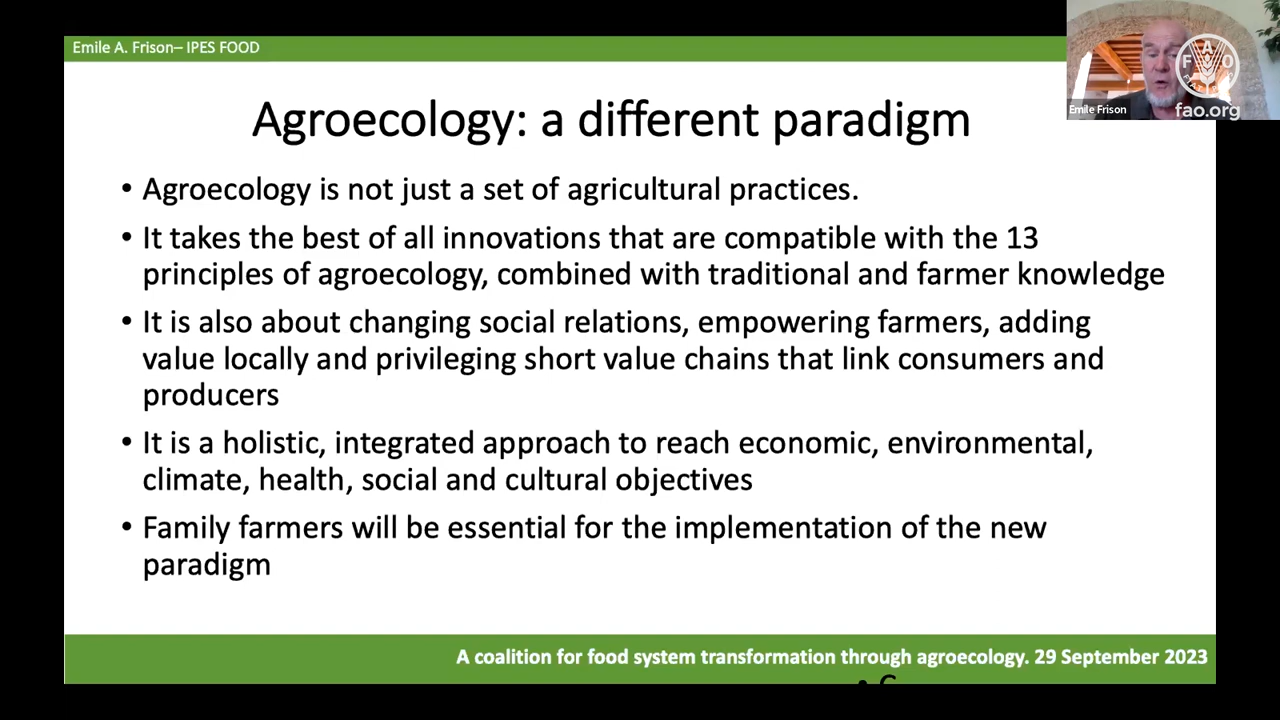 Emile A. Frison– IPES FOOD
Agroecology: a different paradigm
• Agroecology is not just a set of agricultural practices.
• It takes the best of all innovations that are compatible with the 13
principles of agroecology, combined with traditional and farmer knowledge
• It is also about changing social relations, empowering farmers, adding
value locally and privileging short value chains that link consumers and
producers
• It is a holistic, integrated approach to reach economic, environmental,
climate, health, social and cultural objectives
• Family farmers will be essential for the implementation of the new
paradigm
A coalition for food system transformation through agroecology. 29 September 2023
Emile Frison
F A O
fao.org